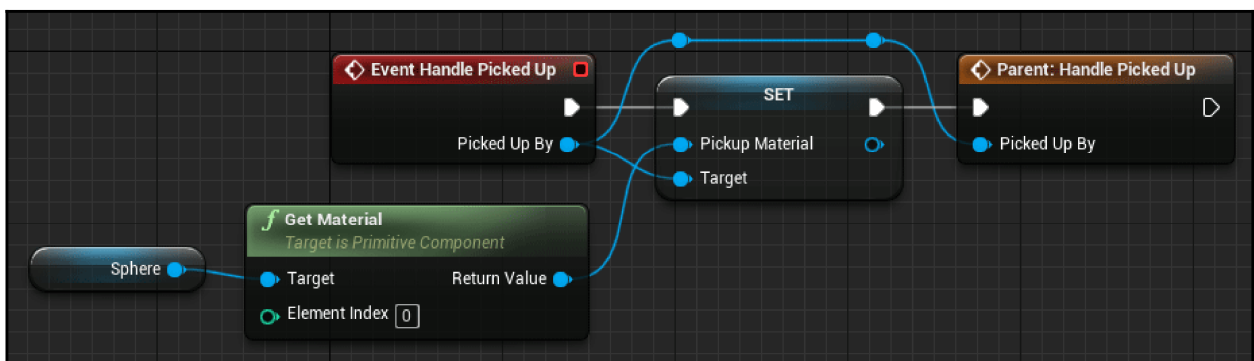 Event Handle Picked Up
Picked Up By
SET
Pickup Material
Target
Parent: Handle Picked Up
Picked Up By
Sphere
f Get Material
Target is Primitive Component
Target Return Value
Element Index 0